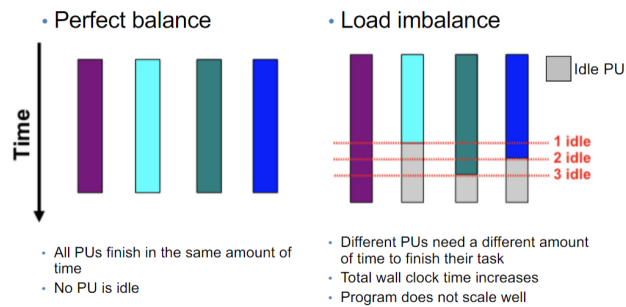 • Perfect balance
Time
• All PUs finish in the same amount of
time
• No PU is idle
• Load imbalance
Idle PU
1 idle
2 idle
3 idle
• Different PUs need a different amount
of time to finish their task
• Total wall clock time increases
• Program does not scale well